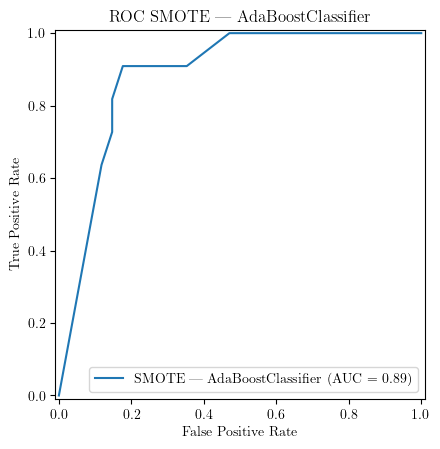 ROC SMOTE — AdaBoostClassifier
1.0
0.8
0.6
0.4
0.2
0.0
True Positive Rate
SMOTE — AdaBoostClassifier (AUC = 0.89)
0.0 0.2 0.4 0.6 0.8 1.0
False Positive Rate